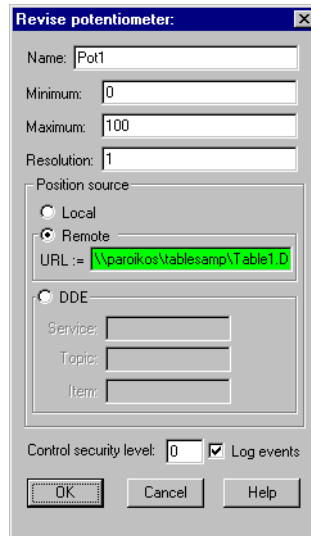 Revise potentiometer:
Name: Pot1
Minimum: 0
Maximum: 100
Resolution: 1
Position source
Local
Remote
URL := \\paroikos\tablesamp\Table1.D
DDE
Service:
Topic:
Item:
Control security level: 0 Log events
OK Cancel Help